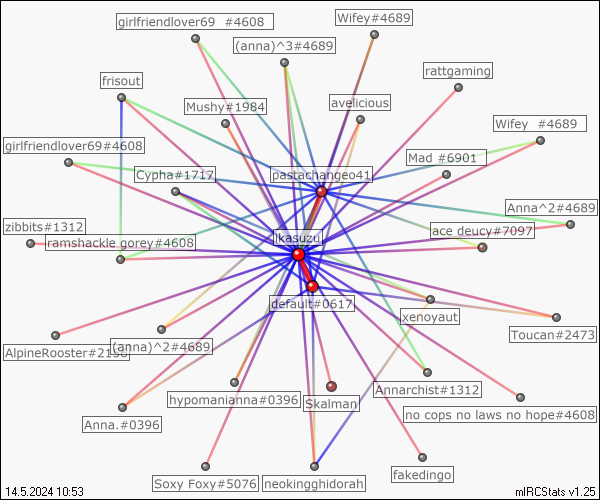 girlfriendlover69 #4608
Wifey#4689
(anna)^3#4689
rattgaming
frisout
Mushy#1984
avelicious
Wifey #4689
girlfriendlover69#4608
Mad #6901
Cypha#1717
pastachangeo41
Anna^2#4689
zibbits#1312
ace deucy#7097
ramshackle gorey#4608
ikasuzu
default#0617
xenoyaut
Toucan#2473
AlpineRooster#2150
(anna)^2#4689
Annarchist#1312
hypomanianna#0396
Skalman
no cops no laws no hope#4608
Anna.#0396
fakedingo
Soxy Foxy#5076
neokingghidorah
14.5.2024 10:53
mIRCStats v1.25